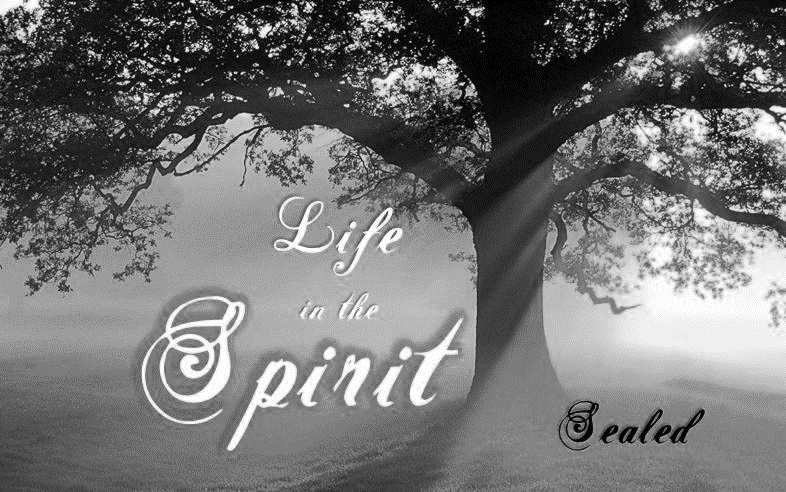 Life
in the
Spirit
Sealed